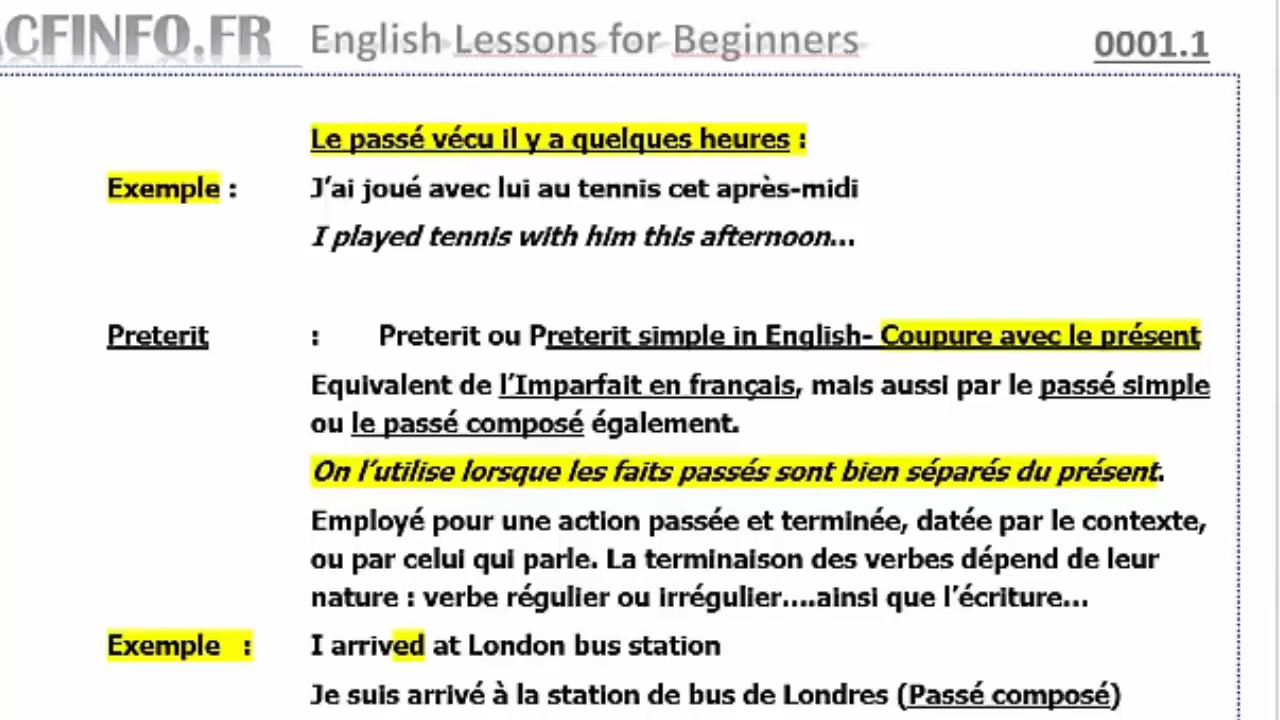 ACFINFO.FR English Lessons for Beginners 0001.1
Le passé vécu il y a quelques heures :
Exemple : J'ai joué avec lui au tennis cet après-midi
I played tennis with him this afternoon...
Preterit : Preterit ou Preterit simple in English- Coupure avec le présent
Equivalent de l'Imparfait en français, mais aussi par le passé simple
ou le passé composé également.
On l'utilise lorsque les faits passés sont bien séparés du présent.
Employé pour une action passée et terminée, datée par le contexte,
ou par celui qui parle. La terminaison des verbes dépend de leur
nature : verbe régulier ou irrégulier....ainsi que l'écriture...
Exemple : I arrived at London bus station
Je suis arrivé à la station de bus de Londres (Passé composé)